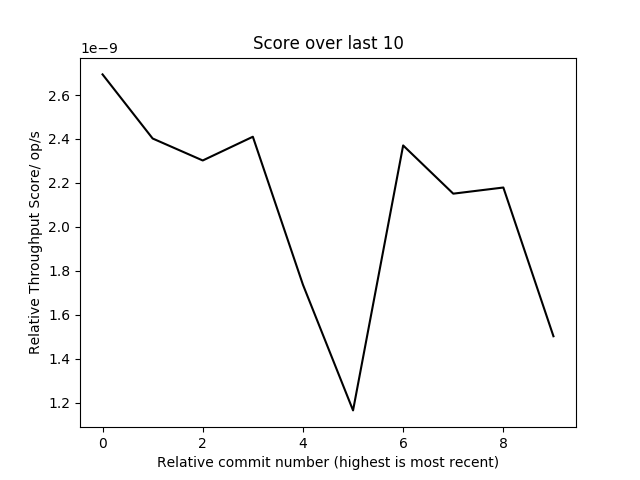 Score over last 10
1e−9
2.6
2.4
2.2
2.0
1.8
1.6
1.4
1.2
Relative Throughput Score/ op/s
0 2 4 6 8
Relative commit number (highest is most recent)